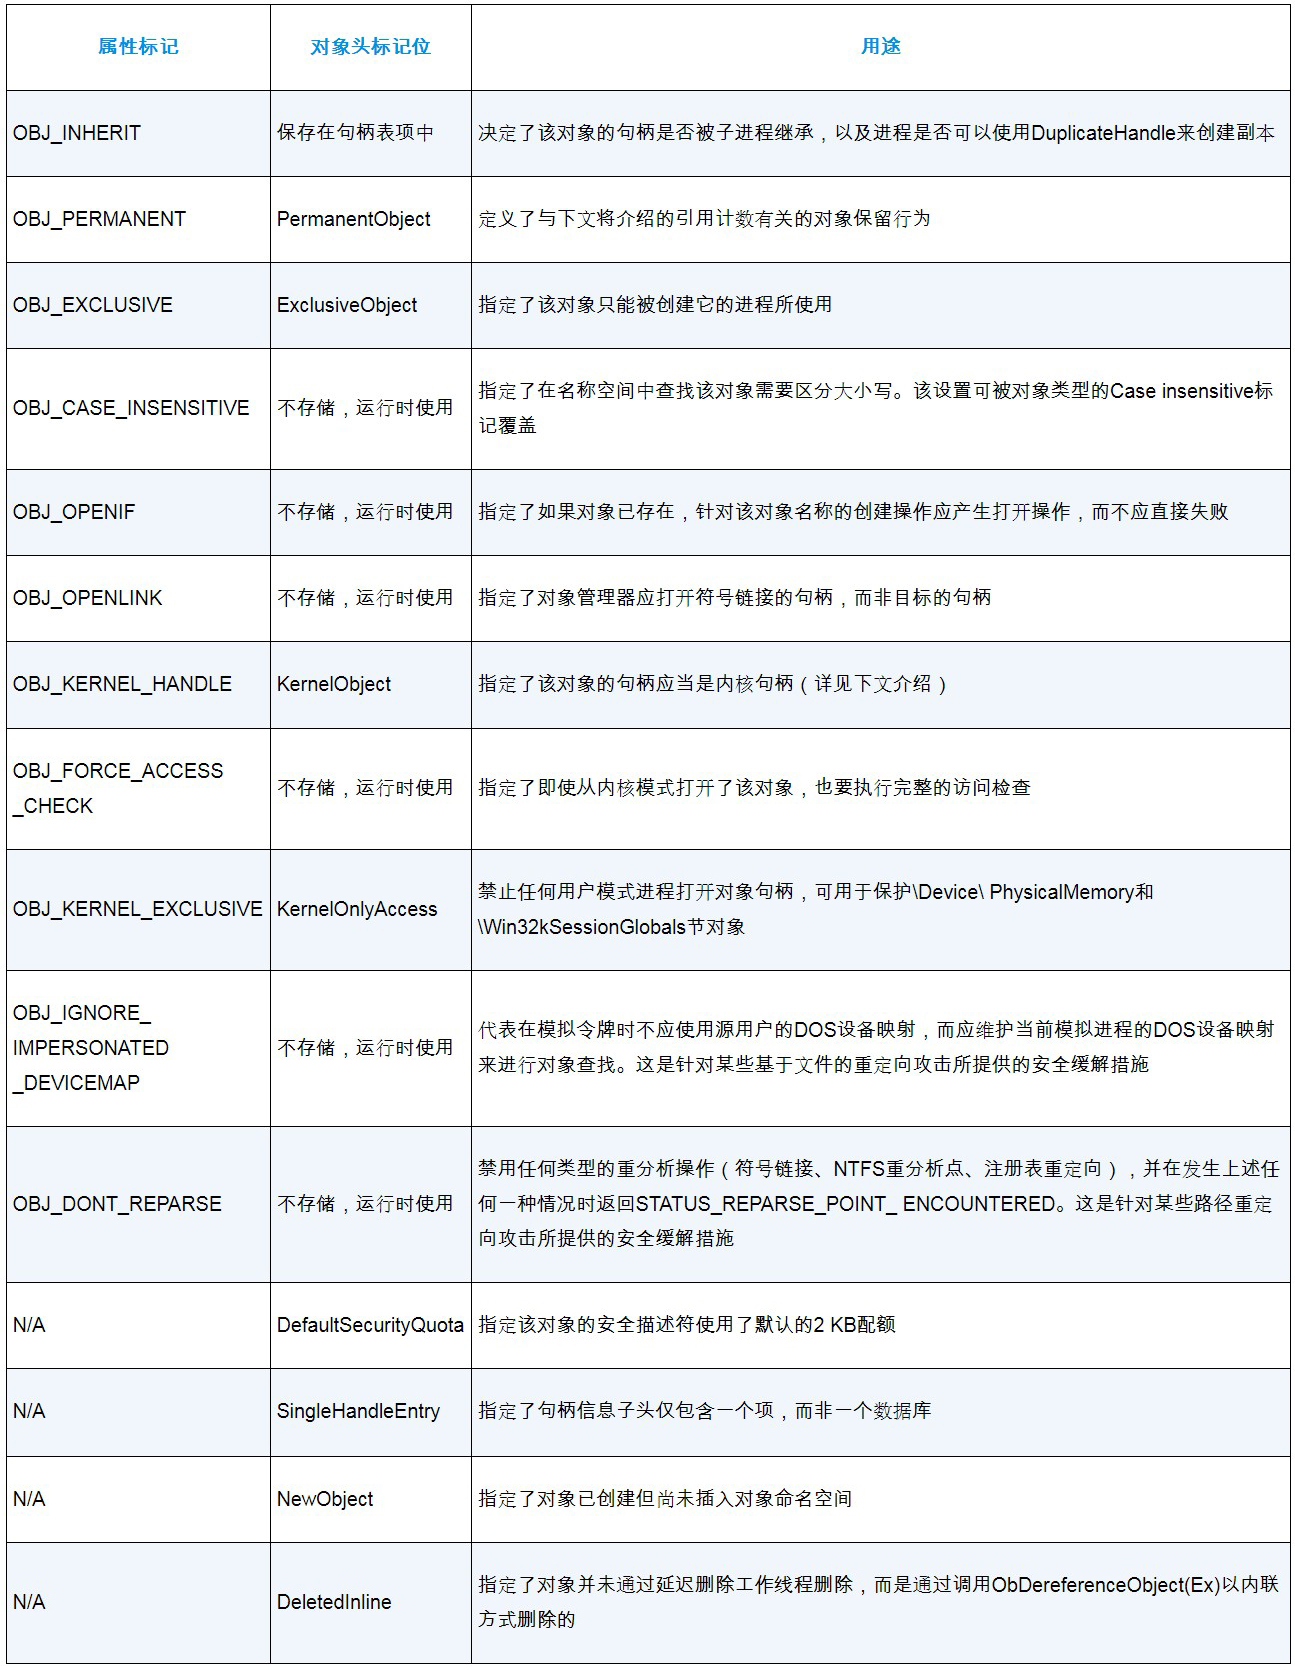 属性标记 对象头标记位 用途
OBJ_INHERIT 保存在句柄表项中 决定了该对象的句柄是否被子进程继承，以及进程是否可以使用DuplicateHandle来创建副本
OBJ_PERMANENT PermanentObject 定义了与下文将介绍的引用计数有关的对象保留行为
OBJ_EXCLUSIVE ExclusiveObject 指定了该对象只能被创建它的进程所使用
OBJ_CASE_INSENSITIVE 不存储，运行时使用 指定了在名称空间中查找该对象需要区分大小写。该设置可被对象类型的Case insensitive标
记覆盖
OBJ_OPENIF 不存储，运行时使用 指定了如果对象已存在，针对该对象名称的创建操作应产生打开操作，而不应直接失败
OBJ_OPENLINK 不存储，运行时使用 指定了对象管理器应打开符号链接的句柄，而非目标的句柄
OBJ_KERNEL_HANDLE KernelObject 指定了该对象的句柄应当是内核句柄（详见下文介绍）
OBJ_FORCE_ACCESS
_CHECK 不存储，运行时使用 指定了即使从内核模式打开了该对象，也要执行完整的访问检查
OBJ_KERNEL_EXCLUSIVE KernelOnlyAccess 禁止任何用户模式进程打开对象句柄，可用于保护\Device\ PhysicalMemory和
\Win32kSessionGlobals节对象
OBJ_IGNORE_
IMPERSONATED
_DEVICEMAP 不存储，运行时使用 代表在模拟令牌时不应使用源用户的DOS设备映射，而应维护当前模拟进程的DOS设备映射
来进行对象查找。这是针对某些基于文件的重定向攻击所提供的安全缓解措施
OBJ_DONT_REPARSE 不存储，运行时使用 禁用任何类型的重分析操作（符号链接、NTFS重分析点、注册表重定向），并在发生上述任
何一种情况时返回STATUS_REPARSE_POINT_ ENCOUNTERED。这是针对某些路径重定
向攻击所提供的安全缓解措施
N/A DefaultSecurityQuota 指定该对象的安全描述符使用了默认的2 KB配额
N/A SingleHandleEntry 指定了句柄信息子头仅包含一个项，而非一个数据库
N/A NewObject 指定了对象已创建但尚未插入对象命名空间
N/A DeletedInline 指定了对象并未通过延迟删除工作线程删除，而是通过调用ObDereferenceObject(Ex)以内联
方式删除的